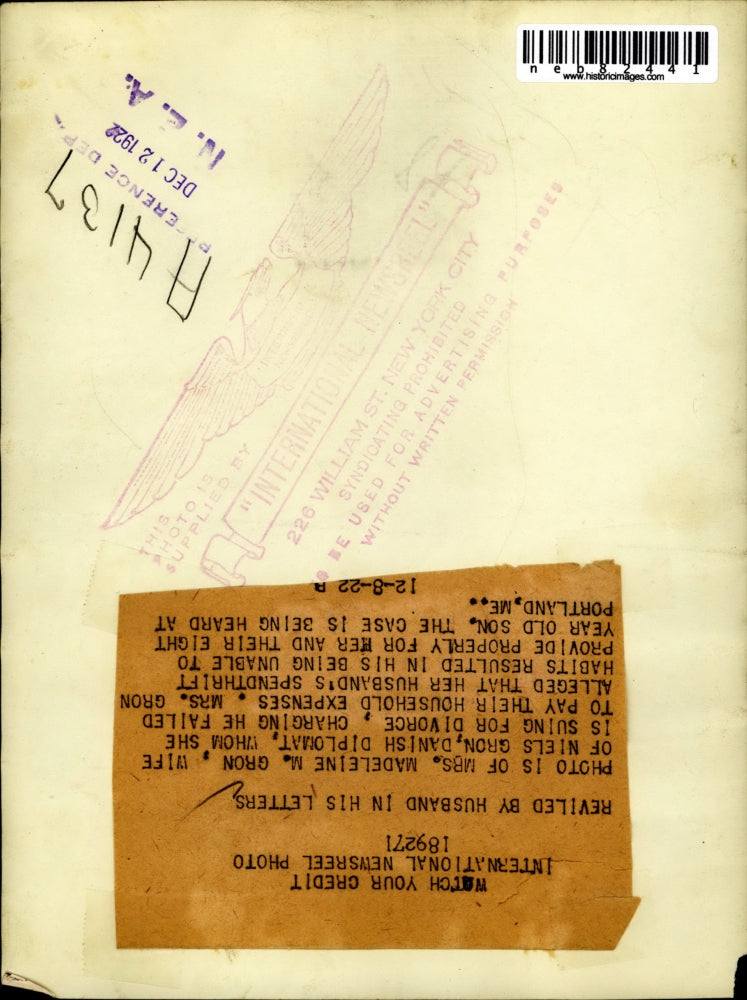 neb82441
www.historicimages.com
N. E. A.
DEC 12 1922
REFERENCE DEP
A4137
THIS
PHOTO IS
SUPPLIED BY
"INTERNATIONAL NEWSREEL"
226 WILLIAM ST. NEW YORK CITY
SYNDICATING PROHIBITED
BE USED FOR ADVERTISING PURPOSES
WITHOUT WRITTEN PERMISSION
WATCH YOUR CREDIT
INTERNATIONAL NEWSREEL PHOTO
189271
REVILED BY HUSBAND IN HIS LETTERS
PHOTO IS OF MRS. MADELEINE M. GRON , WIFE
OF NIELS GRON, DANISH DIPLOMAT, WHOM SHE
IS SUING FOR DIVORCE , CHARGING HE FAILED
TO PAY THEIR HOUSEHOLD EXPENSES . MRS. GRON
ALLEGED THAT HER HUSBAND'S SPENDTHRIFT
HABITS RESULTED IN HIS BEING UNABLE TO
PROVIDE PROPERLY FOR HER AND THEIR EIGHT
YEAR OLD SON. THE CASE IS BEING HEARD AT
PORTLAND, ME..
12-8-22 B